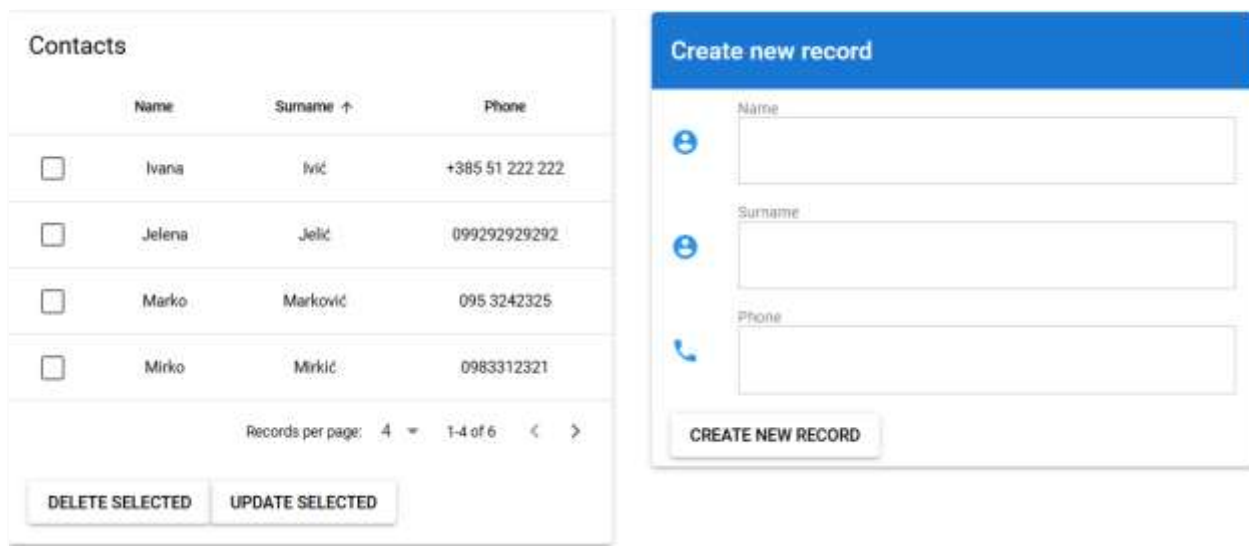 Contacts
Name Surname ↑ Phone
Ivana Ivić +385 51 222 222
Jelena Jelić 099292929292
Marko Marković 095 3242325
Mirko Mirkić 0983312321
Records per page: 4 1-4 of 6
DELETE SELECTED UPDATE SELECTED
Create new record
Name
Surname
Phone
CREATE NEW RECORD